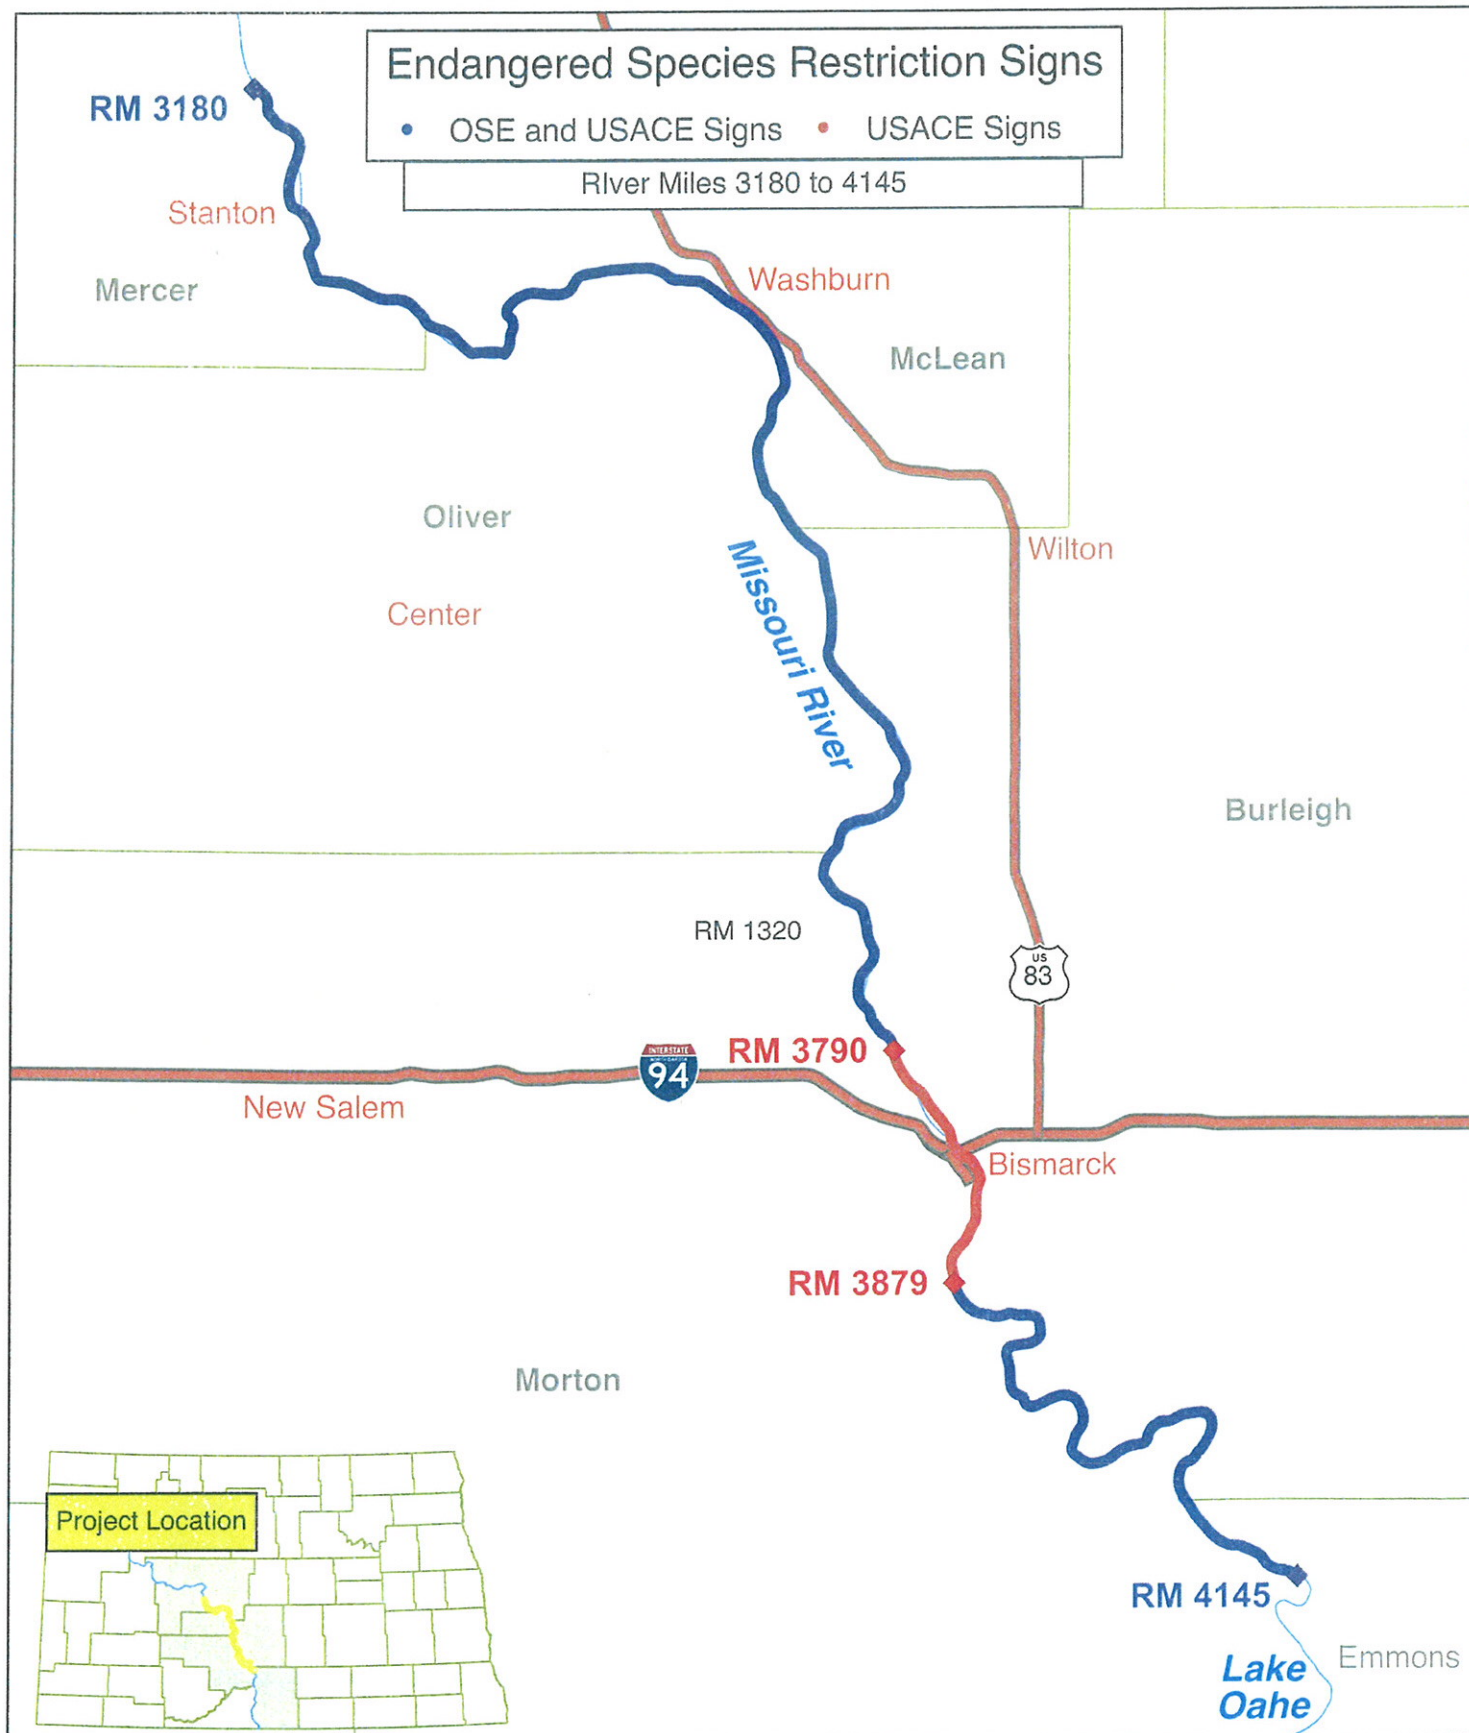 Endangered Species Restriction Signs
OSE and USACE Signs USACE Signs
RIver Miles 3180 to 4145
RM 3180
Stanton
Mercer
Washburn
McLean
Oliver
Wilton
Center
Missouri River
Burleigh
RM 1320
US
83
RM 3790
INTERSTATE
NORTH DAKOTA
94
New Salem
Bismarck
RM 3879
Morton
Project Location
RM 4145
Emmons
Lake
Oahe